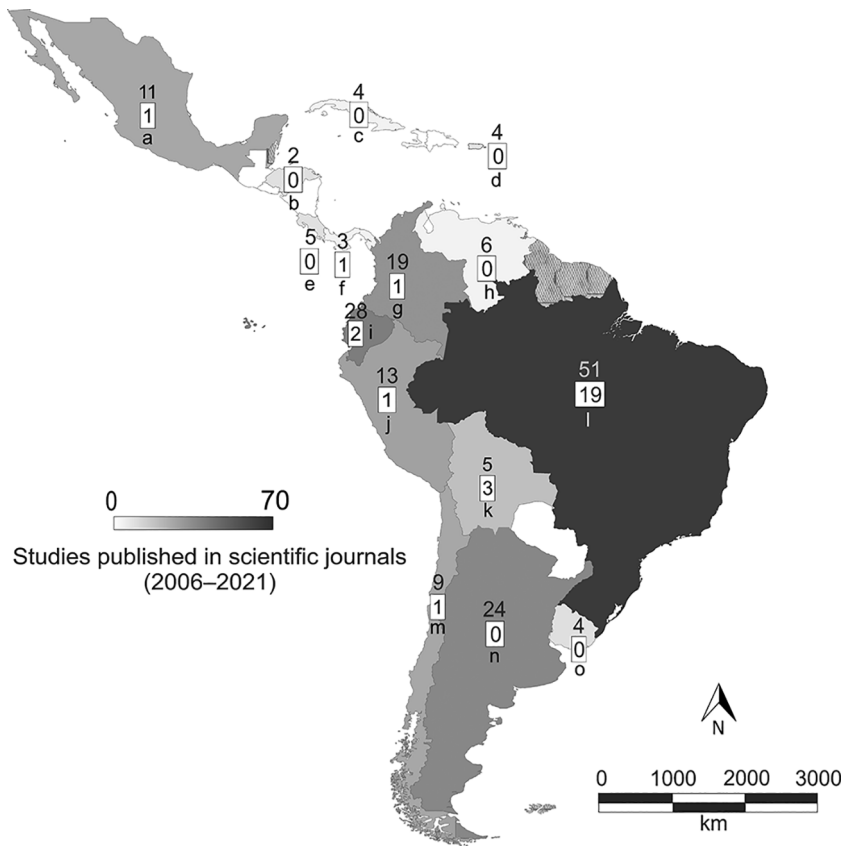 11
1
a
4
0
c
4
0
d
2
0
b
5
0
e
3
1
f
19
1
g
6
0
h
28
2 i
13
1
j
51
19
l
5
3
k
0 70
Studies published in scientific journals
(2006–2021)
9
1
m
24
0
n
4
0
o
N
0 1000 2000 3000
km